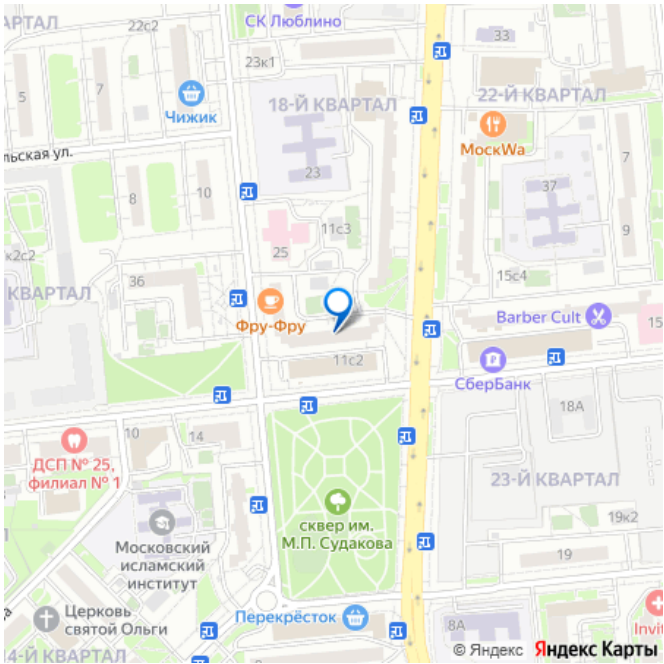 КВАРТАЛ
22с2
СК Люблино
33
23к1
5
7
Чижик
18-Й КВАРТАЛ
22-Й КВАРТАЛ
МоскWa
льская ул.
7
23
8
10
37
11с3
9
к2с2
25
36
15с4
КВАРТАЛ
Фру-Фру
Barber Cult
15
11с2
СберБанк
18А
10
14
ДСП № 25,
филиал № 1
23-Й КВАРТАЛ
сквер им.
М.П. Судакова
19к2
Московский
исламский
институт
19
Церковь
святой Ольги
Перекрёсток
8А
Invit
4-Й КВАРТАЛ
9
© Яндекс Яндекс Карты